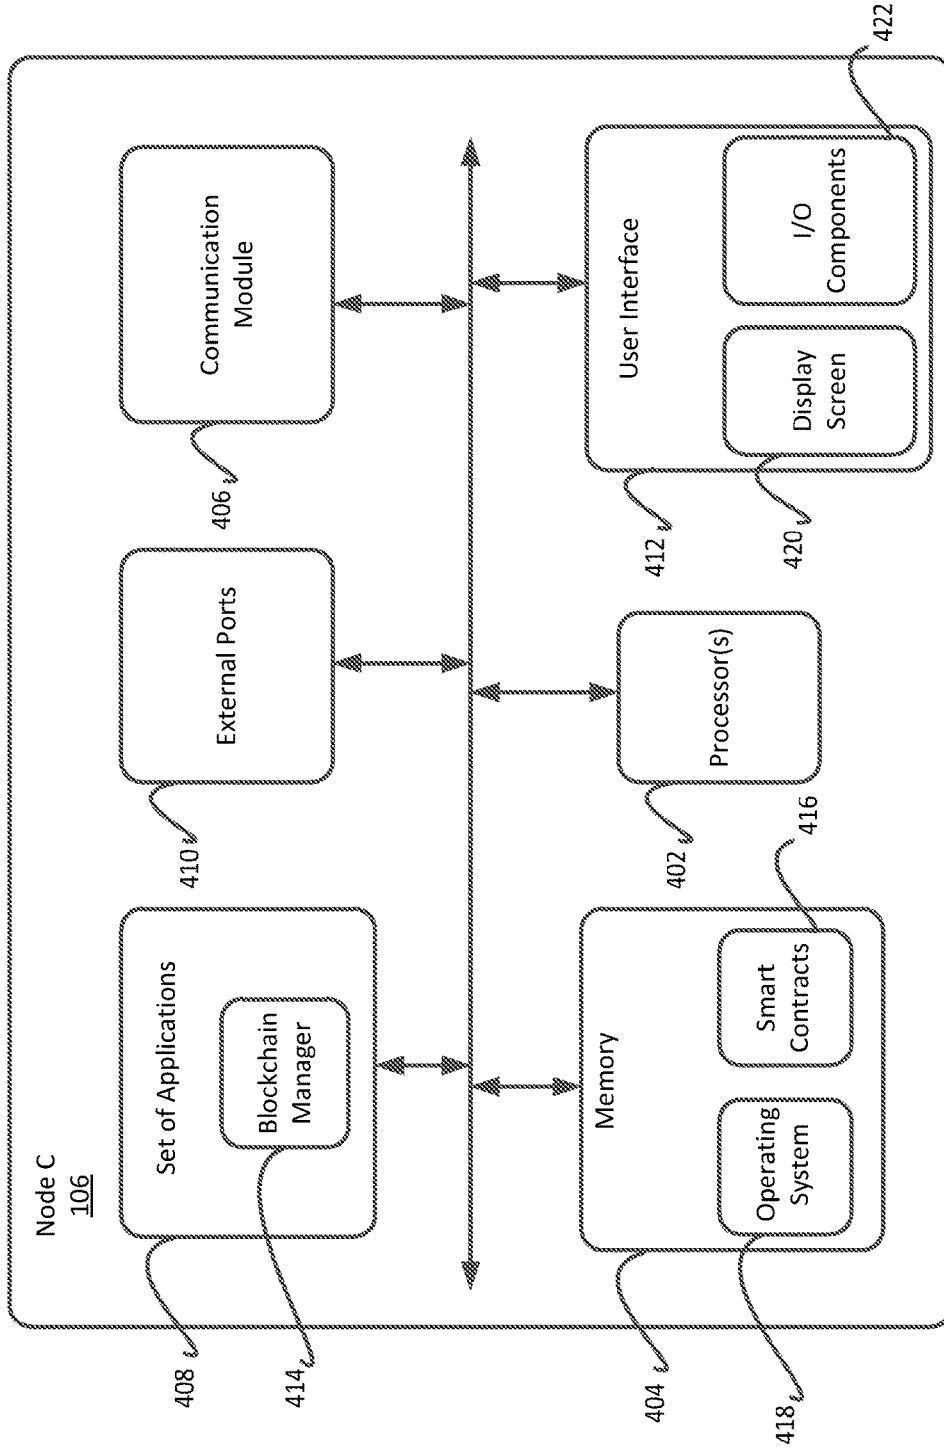 Node C
106
Set of Applications
Blockchain
Manager
408
414
External Ports
410
Communication
Module
406
Memory
Operating
System
Smart
Contracts
404
418
416
Processor(s)
402
User Interface
Display
Screen
I/O
Components
412
420
422